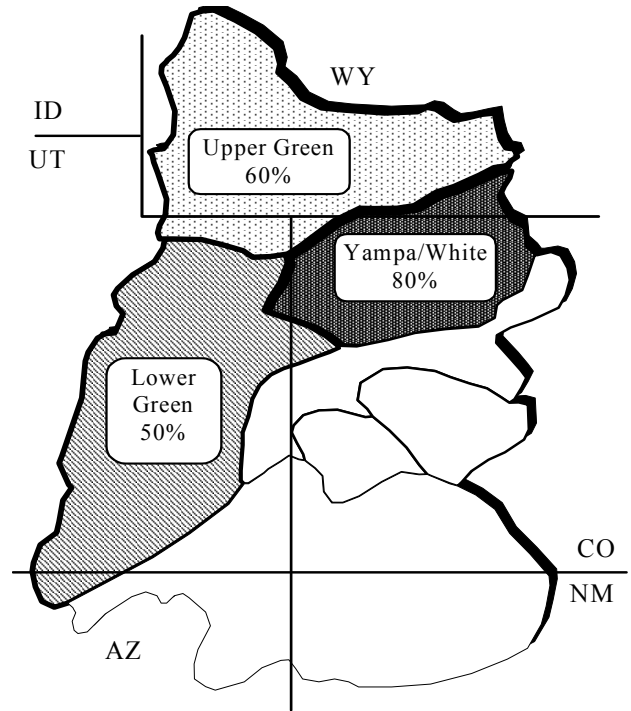 WY
ID
UT
Upper Green
60%
Yampa/White
80%
Lower
Green
50%
CO
NM
AZ